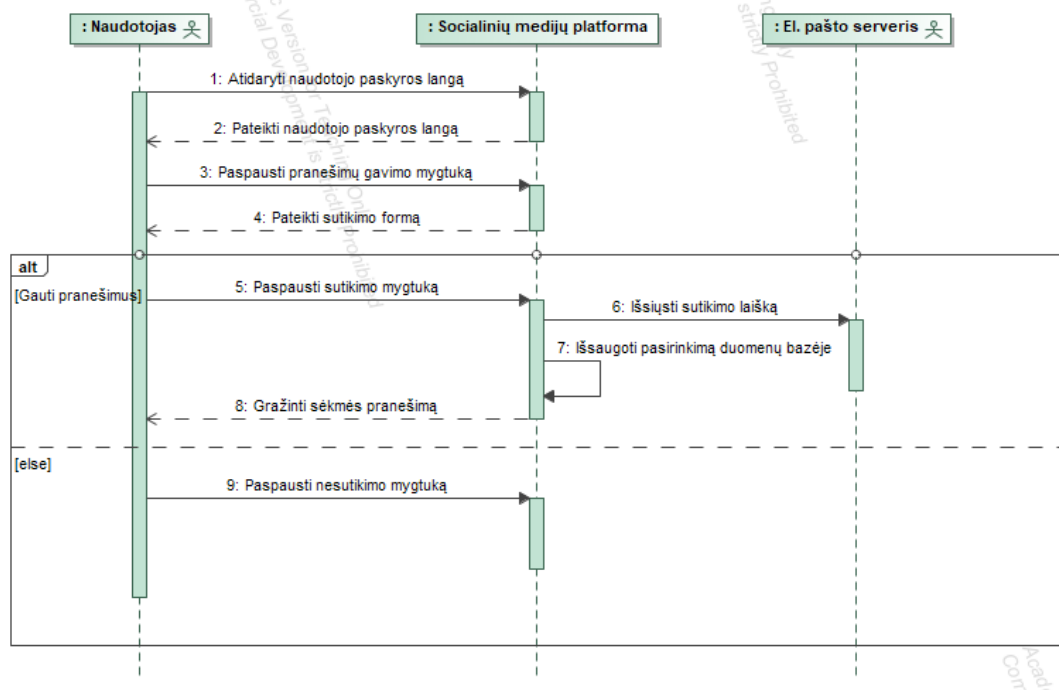 : Naudotojas
: Socialinių medijų platforma
: El. pašto serveris
1: Atidaryti naudotojo paskyros langą
2: Pateikti naudotojo paskyros langą
3: Paspausti pranešimų gavimo mygtuką
4: Pateikti sutikimo formą
alt
[Gauti pranešimus]
5: Paspausti sutikimo mygtuką
6: Išsiųsti sutikimo laišką
7: Išsaugoti pasirinkimą duomenų bazėje
8: Gražinti sėkmės pranešimą
[else]
9: Paspausti nesutikimo mygtuką